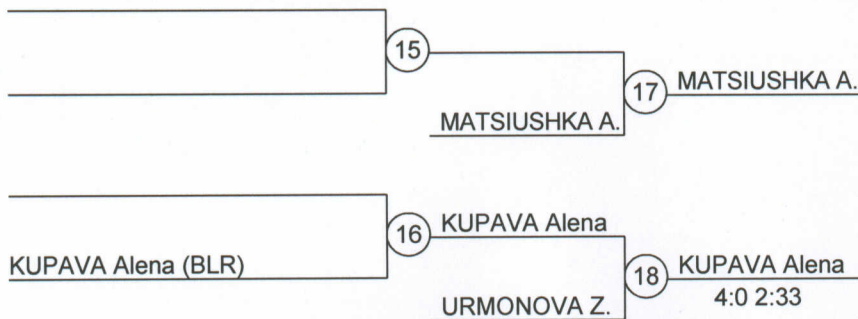 15
17 MATSIUSHKA A.
MATSIUSHKA A.
16 KUPAVA Alena
KUPAVA Alena (BLR)
18 KUPAVA Alena
URMONOVA Z.
4:0 2:33